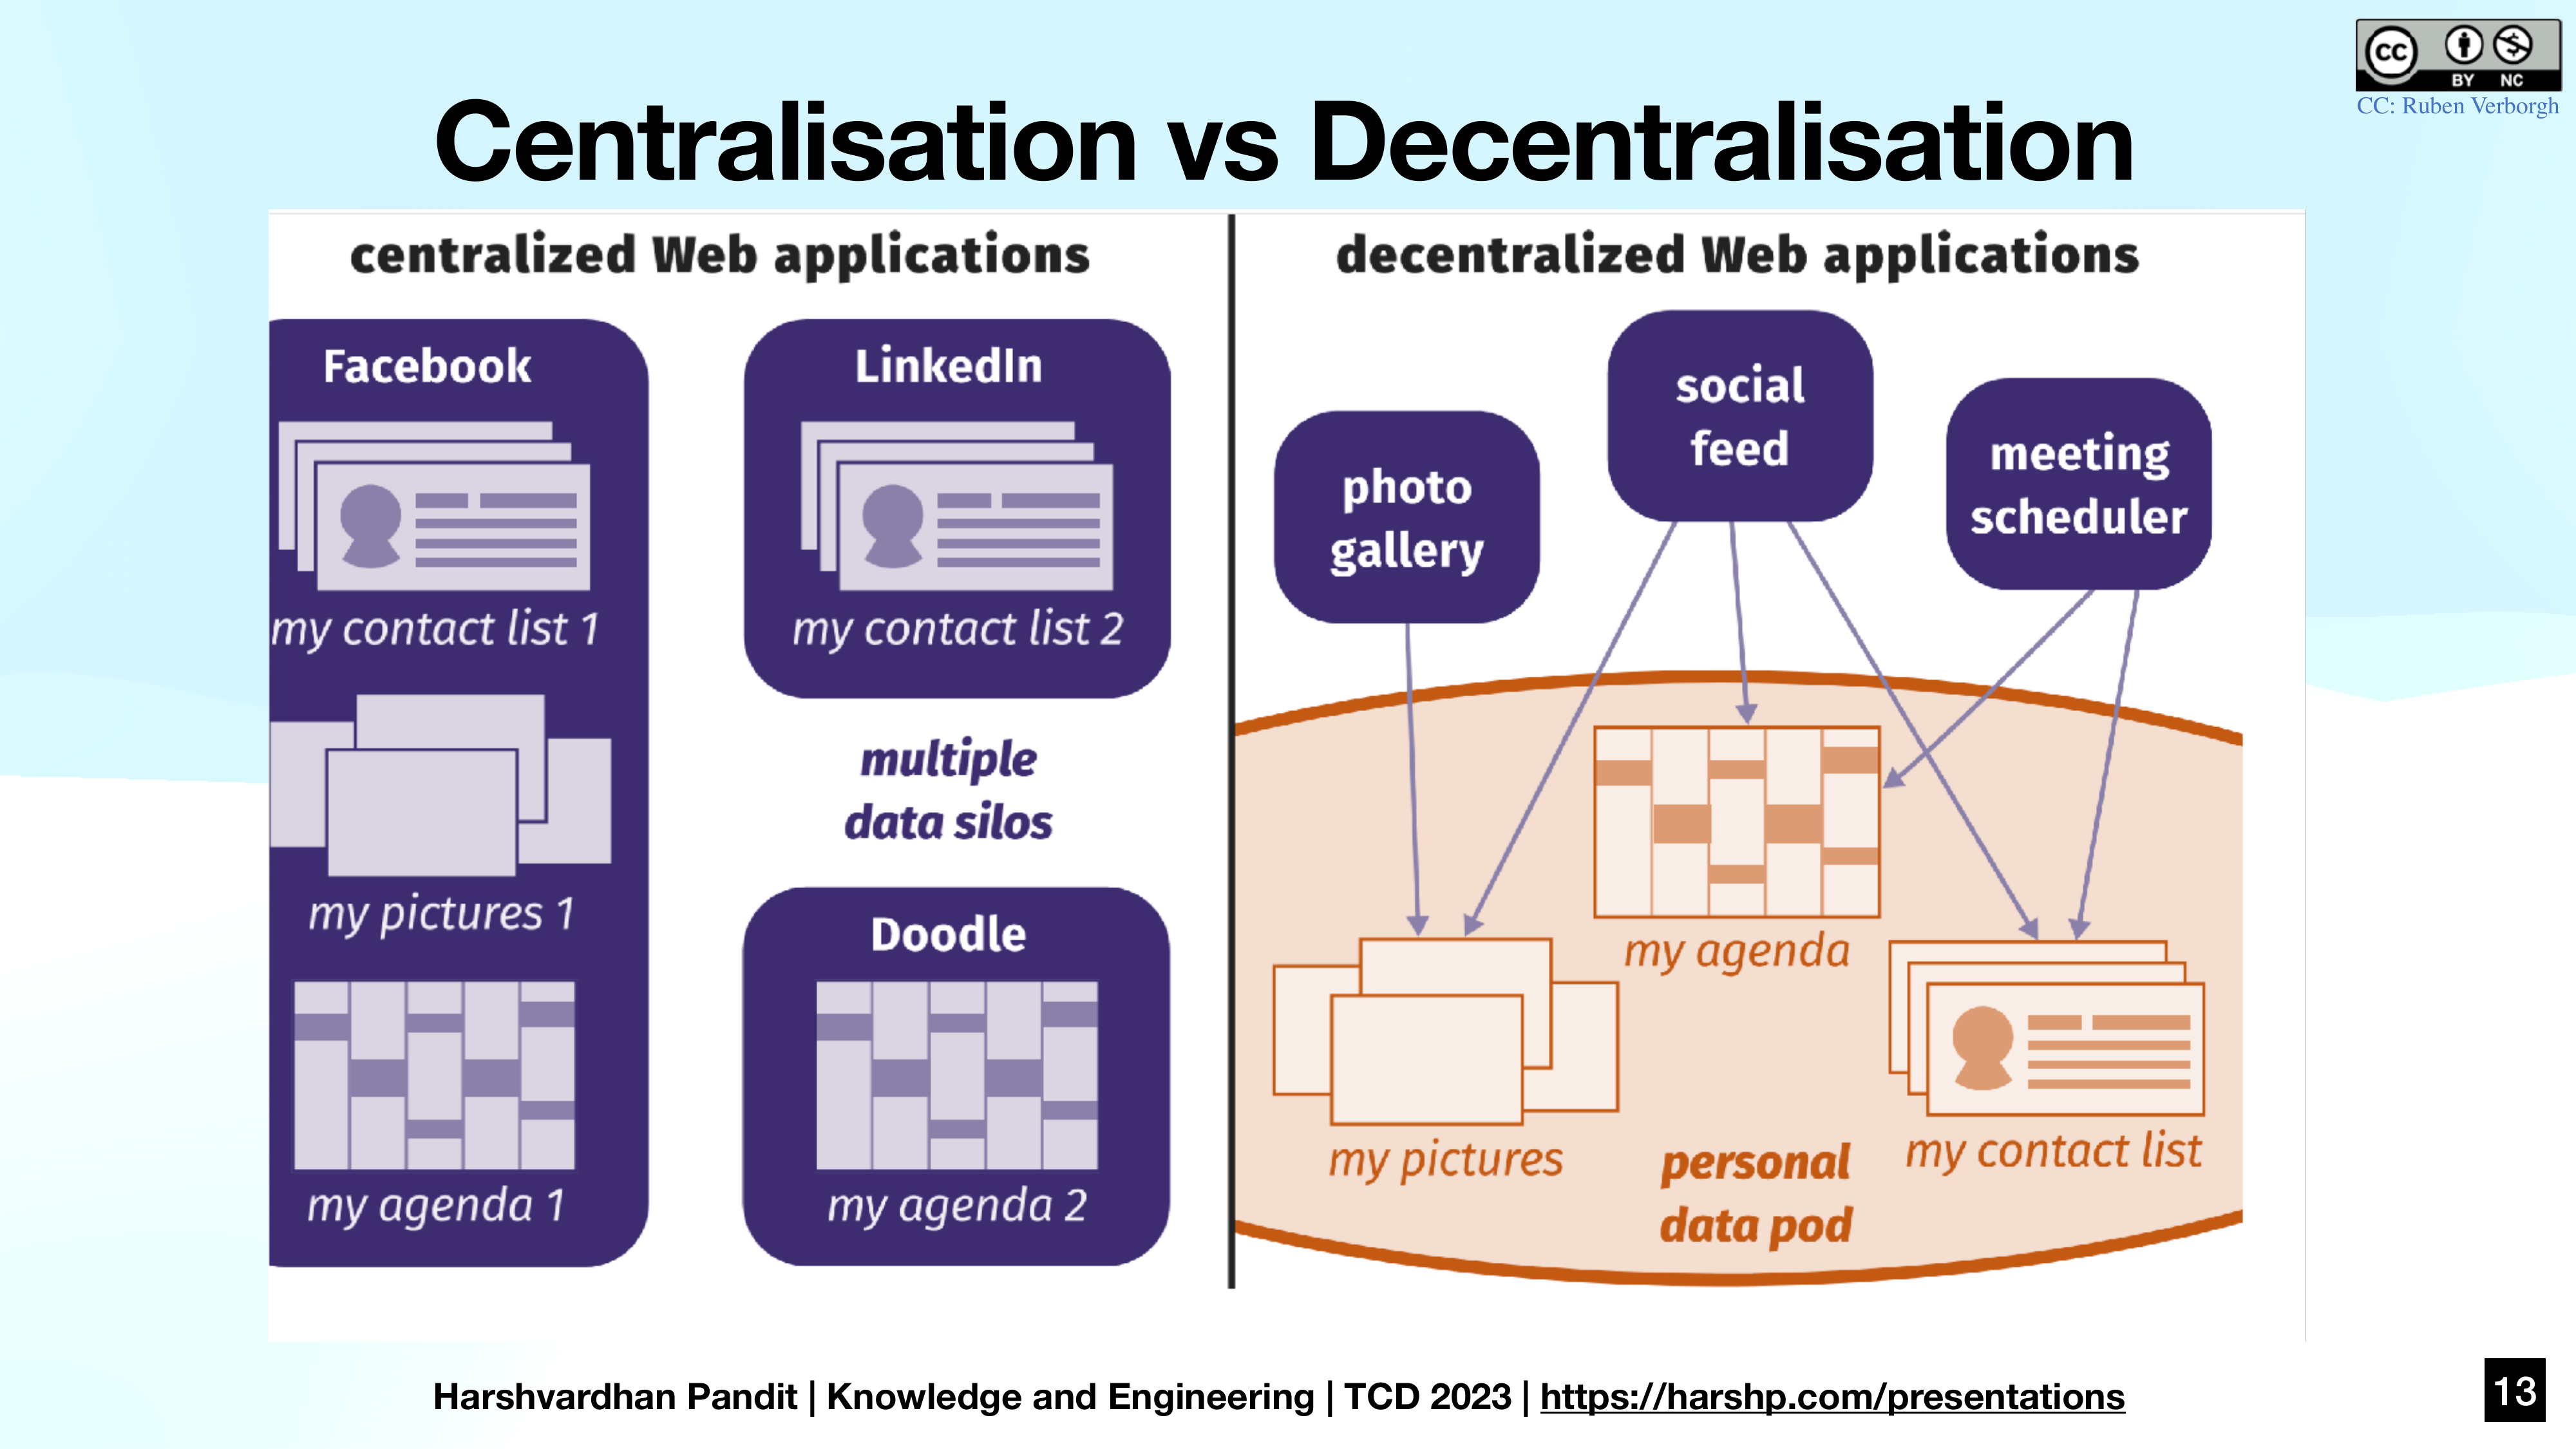 CC BY NC
CC: Ruben Verborgh
Centralisation vs Decentralisation
centralized Web applications
Facebook
my contact list 1
my pictures 1
my agenda 1
LinkedIn
my contact list 2
multiple
data silos
Doodle
my agenda 2
decentralized Web applications
photo
gallery
social
feed
meeting
scheduler
my agenda
my pictures
my contact list
personal
data pod
Harshvardhan Pandit | Knowledge and Engineering | TCD 2023 | https://harshp.com/presentations
13